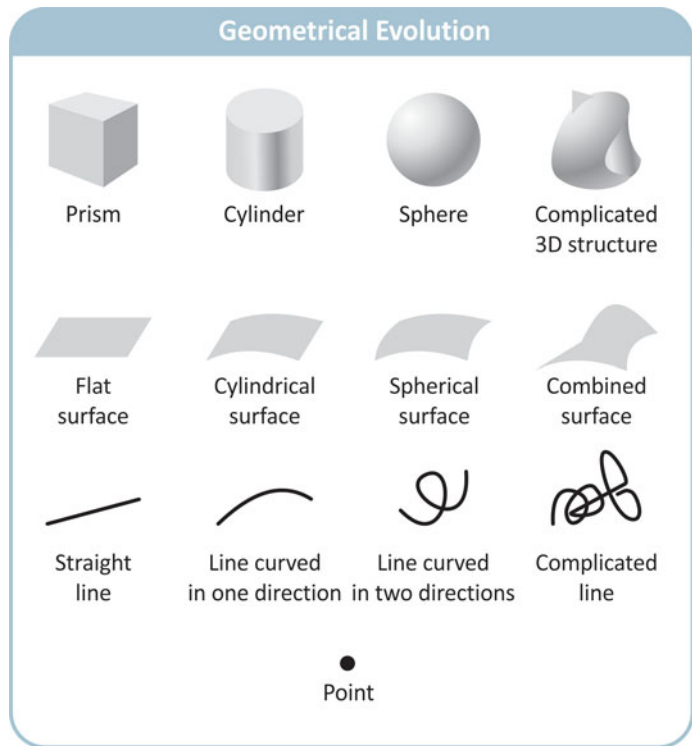 Geometrical Evolution
Prism
Cylinder
Sphere
Complicated
3D structure
Flat
surface
Cylindrical
surface
Spherical
surface
Combined
surface
Straight
line
Line curved
in one direction
Line curved
in two directions
Complicated
line
Point